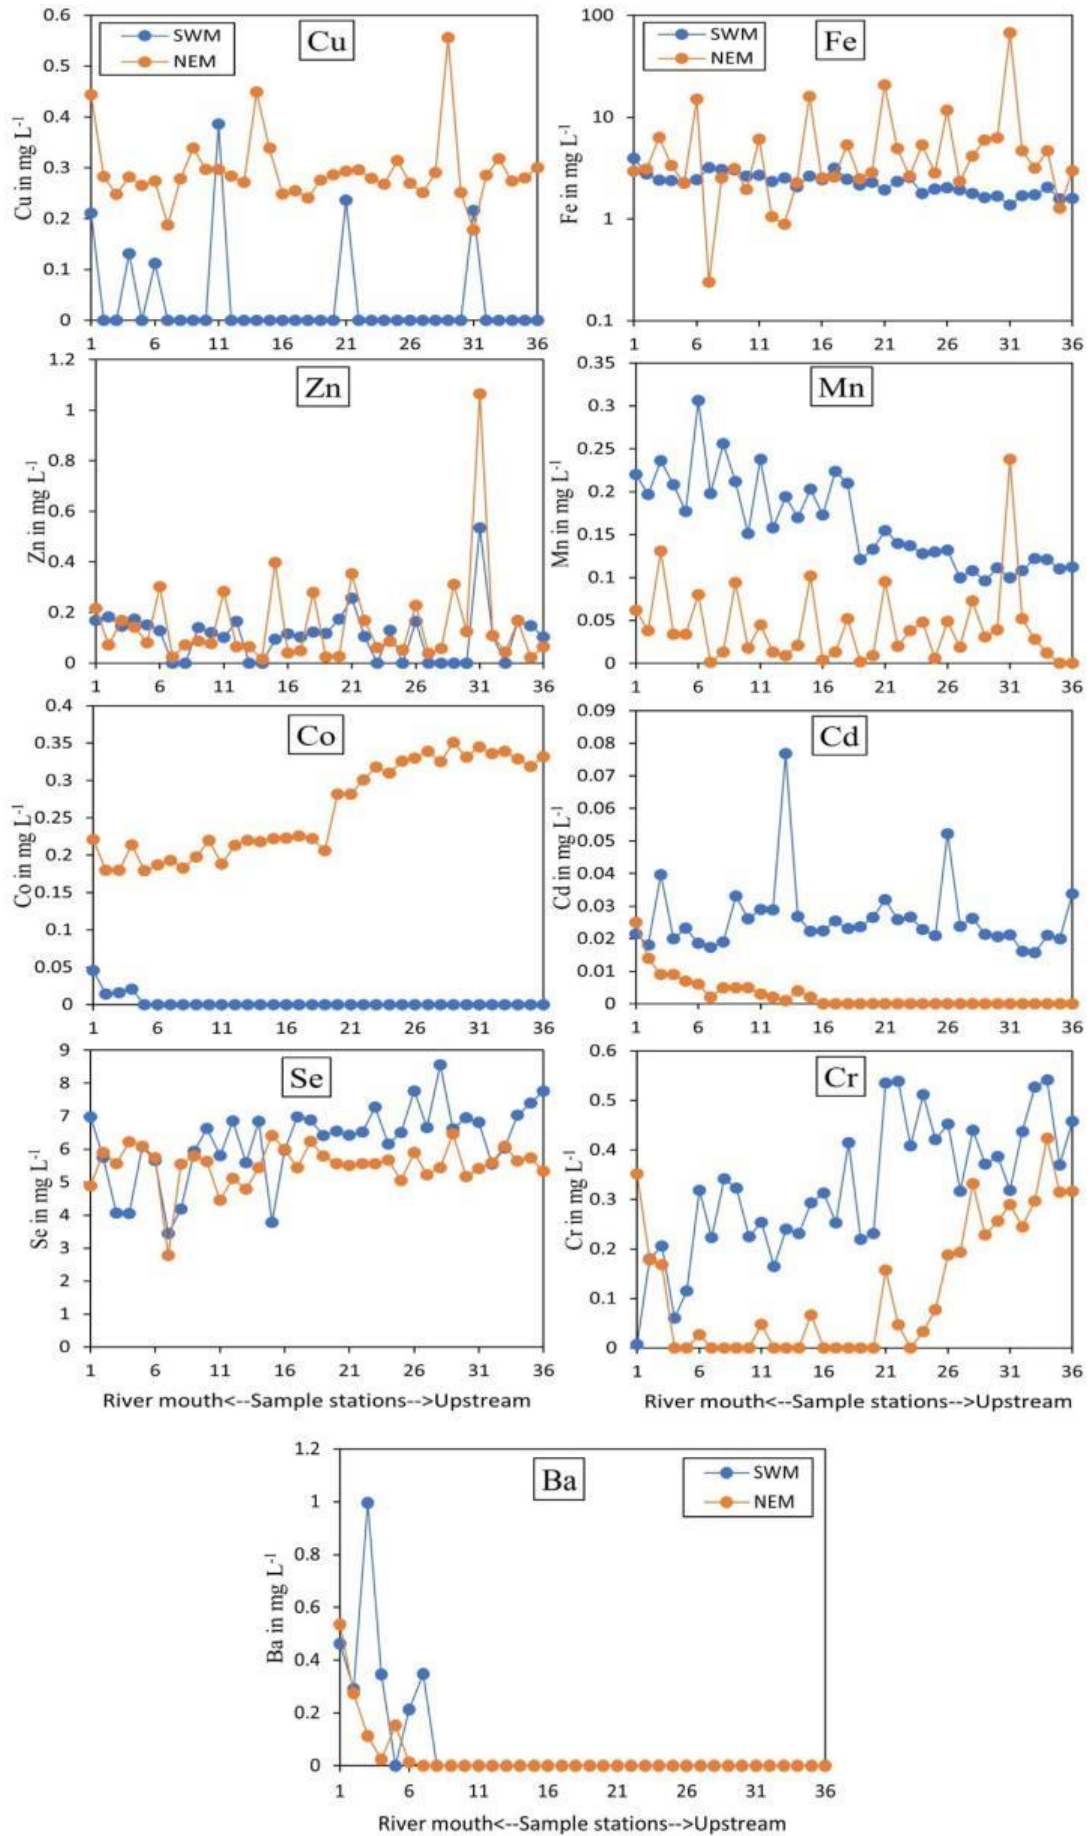 Cu
SWM
NEM
Cu in mg L-1
0.6
0.5
0.4
0.3
0.2
0.1
0
1 6 11 16 21 26 31 36
Fe
SWM
NEM
Fe in mg L-1
100
10
1
0.1
1 6 11 16 21 26 31 36
Zn
Zn in mg L-1
1.2
1
0.8
0.6
0.4
0.2
0
1 6 11 16 21 26 31 36
Mn
Mn in mg L-1
0.35
0.3
0.25
0.2
0.15
0.1
0.05
0
1 6 11 16 21 26 31 36
Co
Co in mg L-1
0.4
0.35
0.3
0.25
0.2
0.15
0.1
0.05
0
1 6 11 16 21 26 31 36
Cd
Cd in mg L-1
0.09
0.08
0.07
0.06
0.05
0.04
0.03
0.02
0.01
0
1 6 11 16 21 26 31 36
Se
Se in mg L-1
9
8
7
6
5
4
3
2
1
0
1 6 11 16 21 26 31 36
River mouth<--Sample stations-->Upstream
Cr
Cr in mg L-1
0.6
0.5
0.4
0.3
0.2
0.1
0
1 6 11 16 21 26 31 36
River mouth<--Sample stations-->Upstream
Ba
SWM
NEM
Ba in mg L-1
1.2
1
0.8
0.6
0.4
0.2
0
1 6 11 16 21 26 31 36
River mouth<--Sample stations-->Upstream